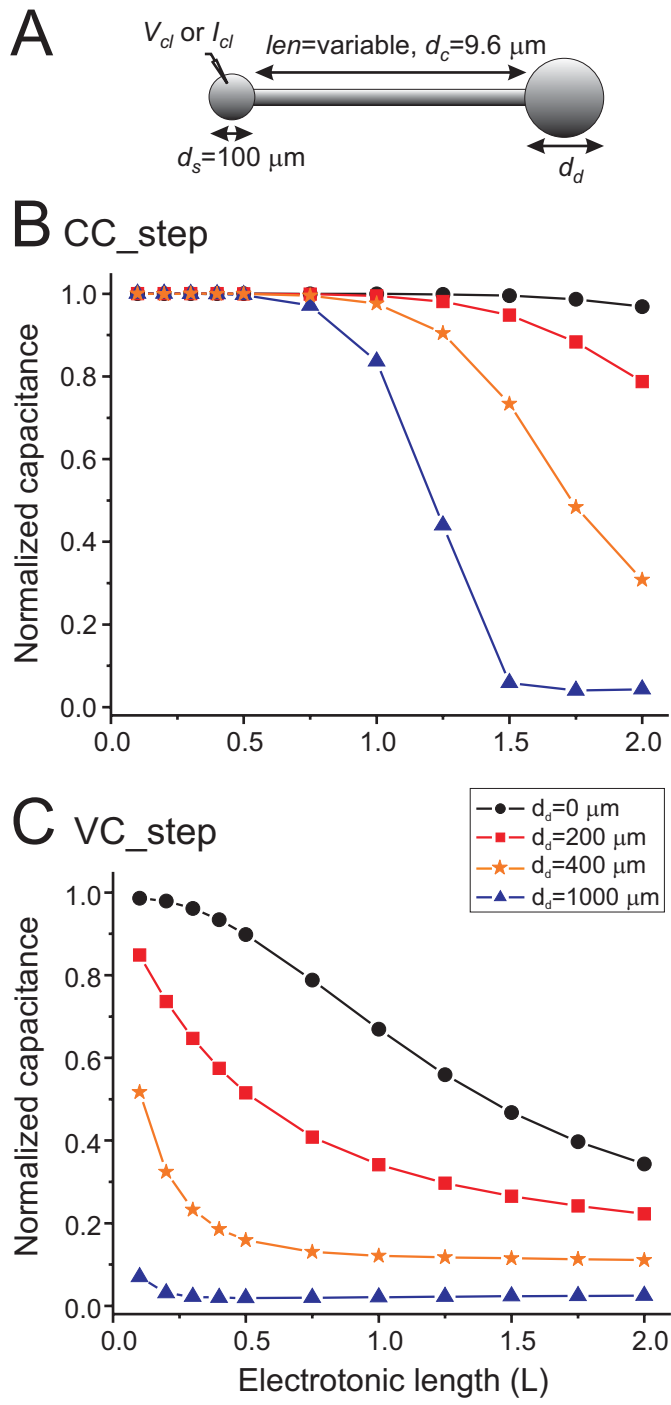 A
V_cl or I_cl
len=variable, d_c=9.6 μm
d_s=100 μm
d_d
B CC_step
Normalized capacitance
1.0
0.8
0.6
0.4
0.2
0.0
0.0 0.5 1.0 1.5 2.0
C VC_step
d_d=0 μm
d_d=200 μm
d_d=400 μm
d_d=1000 μm
Normalized capacitance
1.0
0.8
0.6
0.4
0.2
0.0
0.0 0.5 1.0 1.5 2.0
Electrotonic length (L)